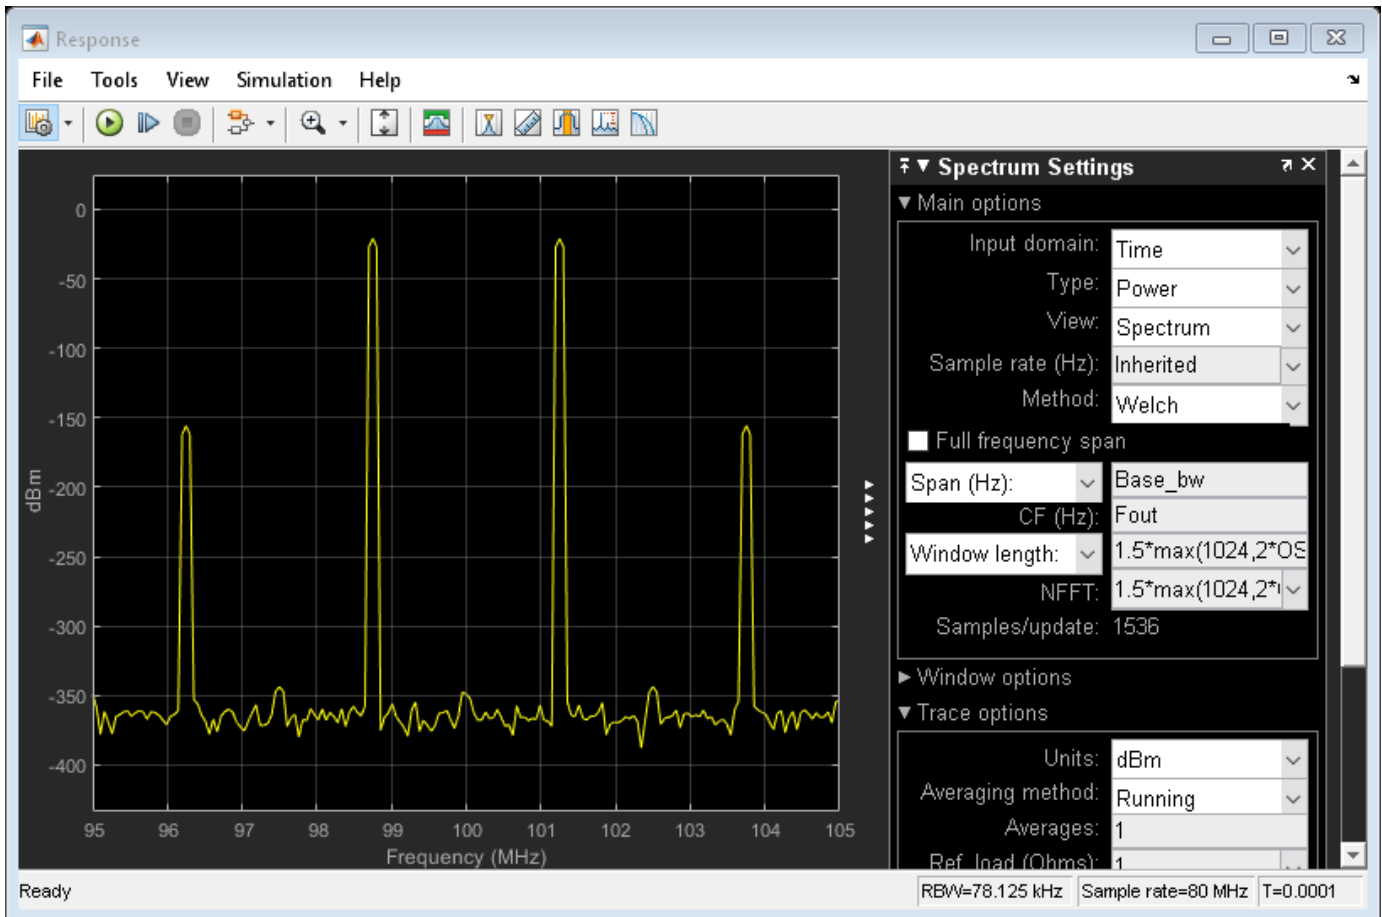 Response
File Tools View Simulation Help
Spectrum Settings
Main options
Input domain: Time
Type: Power
View: Spectrum
Sample rate (Hz): Inherited
Method: Welch
Full frequency span
Span (Hz): Base_bw
CF (Hz): Fout
Window length: 1.5*max(1024,2*OS
NFFT: 1.5*max(1024,2*
Samples/update: 1536
Window options
Trace options
Units: dBm
Averaging method: Running
Averages: 1
Ref. load (Ohms): 1
0
-50
-100
-150
-200
-250
-300
-350
-400
dBm
95 96 97 98 99 100 101 102 103 104 105
Frequency (MHz)
Ready
RBW=78.125 kHz Sample rate=80 MHz T=0.0001